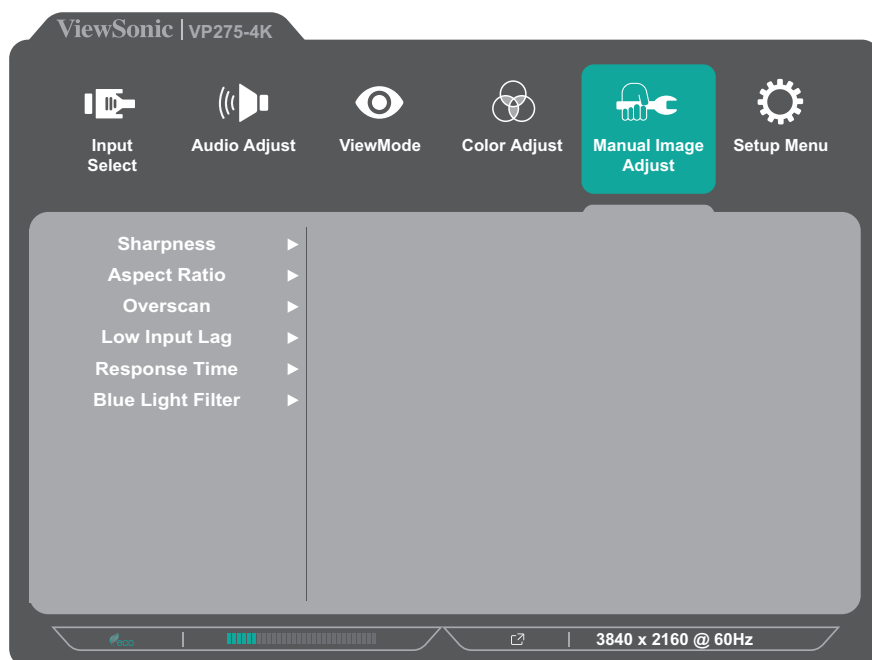 ViewSonic | VP275-4K
Input Select
Audio Adjust
ViewMode
Color Adjust
Manual Image Adjust
Setup Menu
Sharpness
Aspect Ratio
Overscan
Low Input Lag
Response Time
Blue Light Filter
eco
3840 x 2160 @ 60Hz